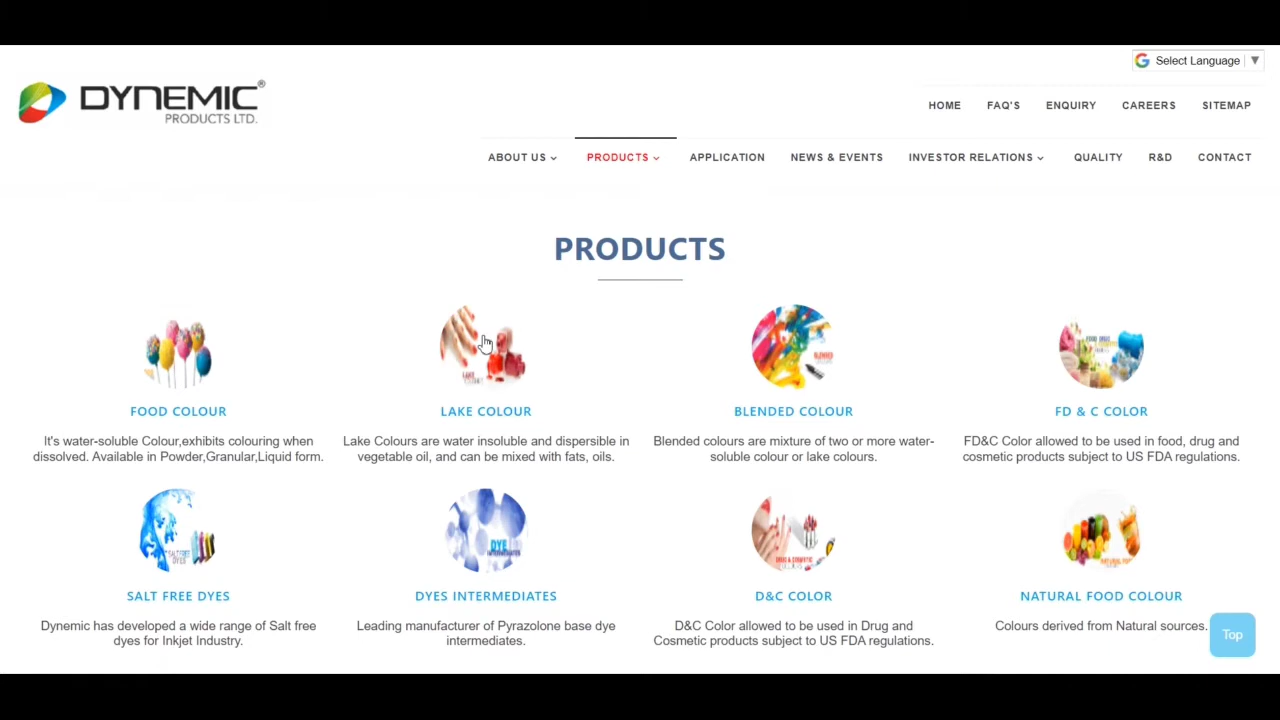 Select Language ▼
DYNEMIC®
PRODUCTS LTD.
HOME FAQ'S ENQUIRY CAREERS SITEMAP
ABOUT US PRODUCTS APPLICATION NEWS & EVENTS INVESTOR RELATIONS QUALITY R&D CONTACT
PRODUCTS
FOOD COLOUR
It's water-soluble Colour,exhibits colouring when
dissolved. Available in Powder,Granular,Liquid form.
LAKE COLOUR
Lake Colours are water insoluble and dispersible in
vegetable oil, and can be mixed with fats, oils.
BLENDED COLOUR
Blended colours are mixture of two or more water-
soluble colour or lake colours.
FD & C COLOR
FD&C Color allowed to be used in food, drug and
cosmetic products subject to US FDA regulations.
SALT FREE
DYES
SALT FREE DYES
Dynemic has developed a wide range of Salt free
dyes for Inkjet Industry.
DYE
INTERMEDIATES
DYES INTERMEDIATES
Leading manufacturer of Pyrazolone base dye
intermediates.
D&C COLOR
D&C Color allowed to be used in Drug and
Cosmetic products subject to US FDA regulations.
NATURAL FOOD COLOUR
Colours derived from Natural sources.
Top